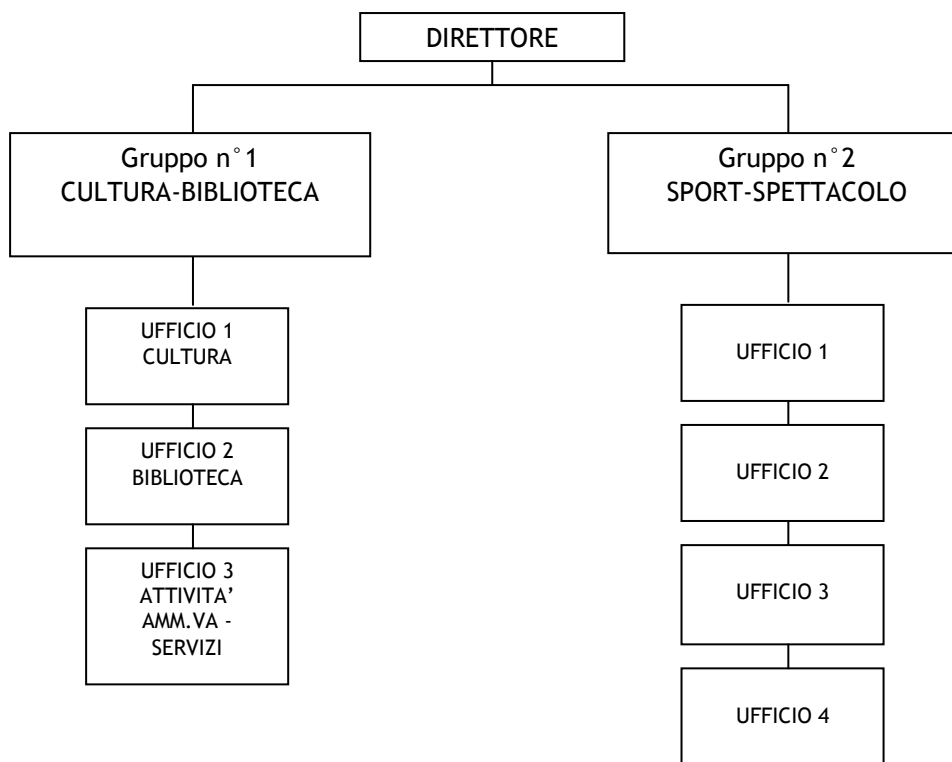 DIRETTORE
Gruppo n°1
CULTURA-BIBLIOTECA
Gruppo n°2
SPORT-SPETTACOLO
UFFICIO 1
CULTURA
UFFICIO 2
BIBLIOTECA
UFFICIO 3
ATTIVITA’
AMM.VA -
SERVIZI
UFFICIO 1
UFFICIO 2
UFFICIO 3
UFFICIO 4